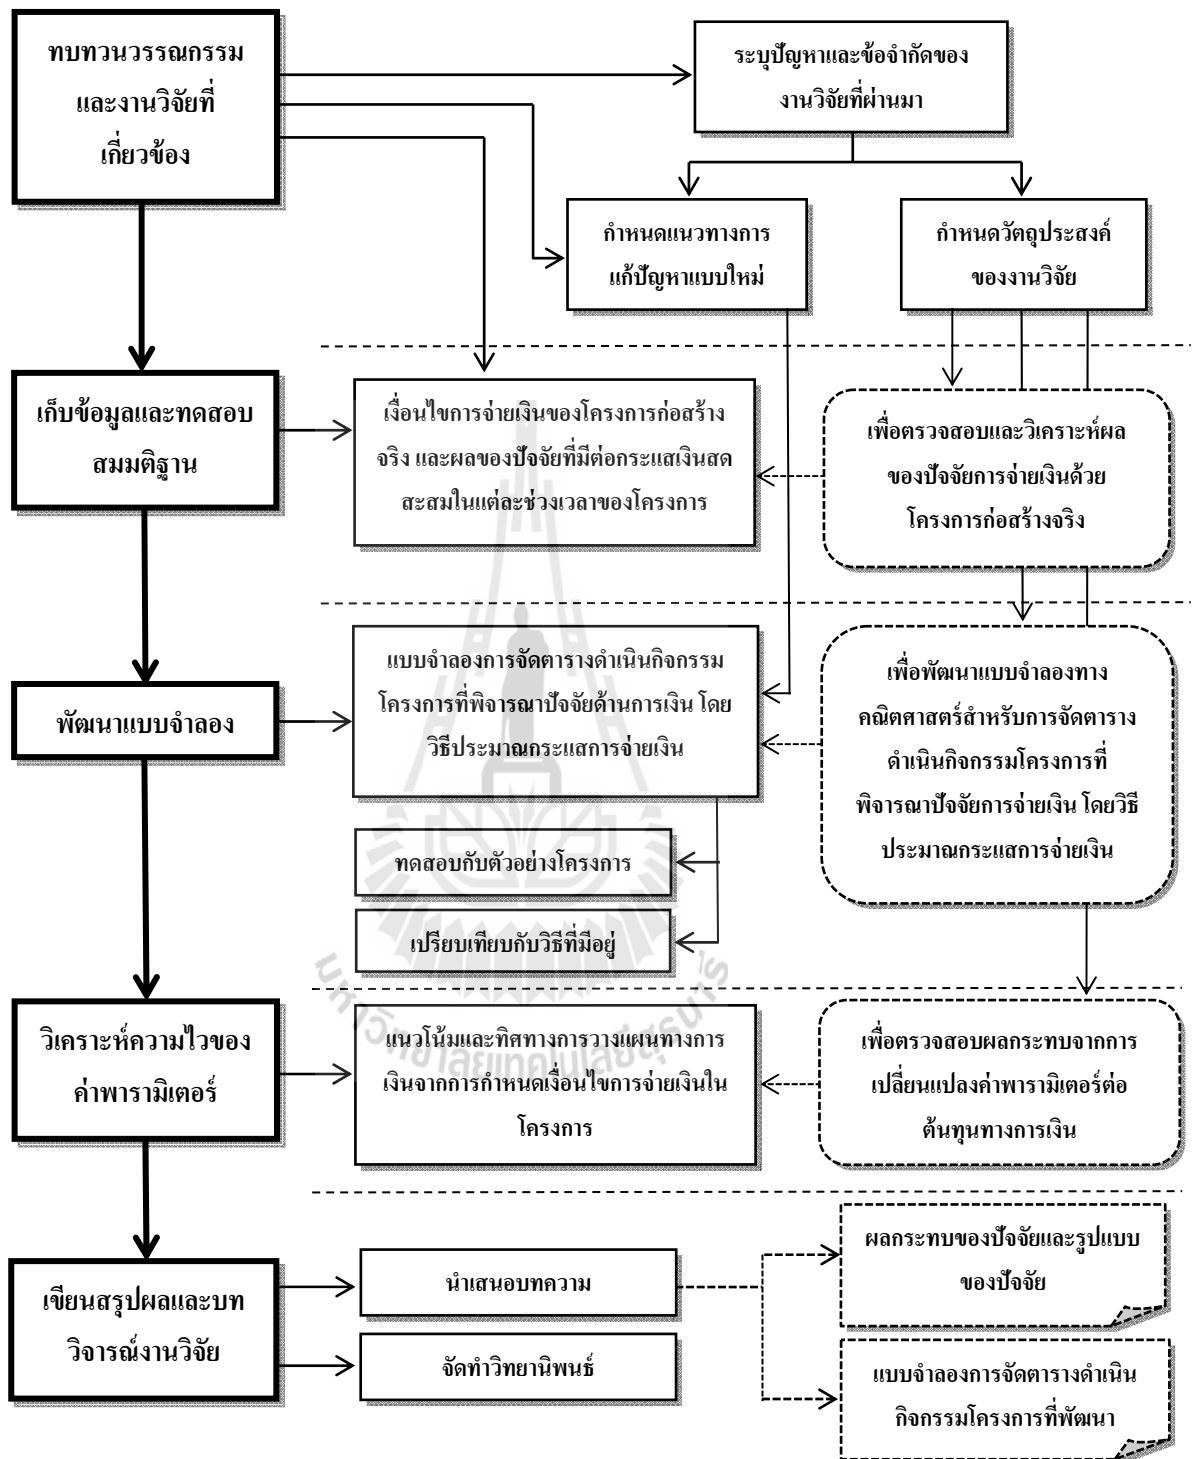 ทบทวนวรรณกรรม
และงานวิจัยที่
เกี่ยวข้อง
ระบุปัญหาและข้อจำกัดของ
งานวิจัยที่ผ่านมา
กำหนดแนวทางการ
แก้ปัญหาแบบใหม่
กำหนดวัตถุประสงค์
ของงานวิจัย
เก็บข้อมูลและทดสอบ
สมมติฐาน
เงื่อนไขการจ่ายเงินของโครงการก่อสร้าง
จริง และผลของปัจจัยที่มีต่อกระแสเงินสด
สะสมในแต่ละช่วงเวลาของโครงการ
เพื่อตรวจสอบและวิเคราะห์ผล
ของปัจจัยการจ่ายเงินด้วย
โครงการก่อสร้างจริง
พัฒนาแบบจำลอง
แบบจำลองการจัดตารางดำเนินกิจกรรม
โครงการที่พิจารณาปัจจัยด้านการเงิน โดย
วิธีประมาณกระแสการจ่ายเงิน
เพื่อพัฒนาแบบจำลองทาง
คณิตศาสตร์สำหรับการจัดตาราง
ดำเนินกิจกรรมโครงการที่
พิจารณาปัจจัยการจ่ายเงิน โดยวิธี
ประมาณกระแสการจ่ายเงิน
ทดสอบกับตัวอย่างโครงการ
เปรียบเทียบกับวิธีที่มีอยู่
มหาวิทยาลัยเทคโนโลยีสุรนารี
วิเคราะห์ความไวของ
ค่าพารามิเตอร์
แนวโน้มและทิศทางการวางแผนทางการ
เงินจากการกำหนดเงื่อนไขการจ่ายเงินใน
โครงการ
เพื่อตรวจสอบผลกระทบจากการ
เปลี่ยนแปลงค่าพารามิเตอร์ต่อ
ต้นทุนทางการเงิน
เขียนสรุปผลและบท
วิจารณ์งานวิจัย
นำเสนอบทความ
จัดทำวิทยานิพนธ์
ผลกระทบของปัจจัยและรูปแบบ
ของปัจจัย
แบบจำลองการจัดตารางดำเนิน
กิจกรรมโครงการที่พัฒนา